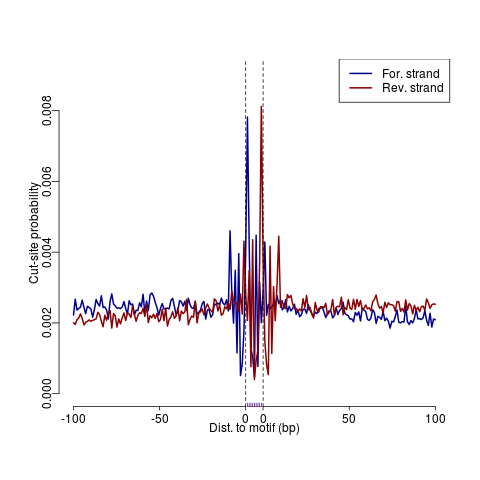 For. strand
Rev. strand
0.008
0.006
0.004
0.002
0.000
Cut-site probability
-100
-50
0
0
50
100
Dist. to motif (bp)